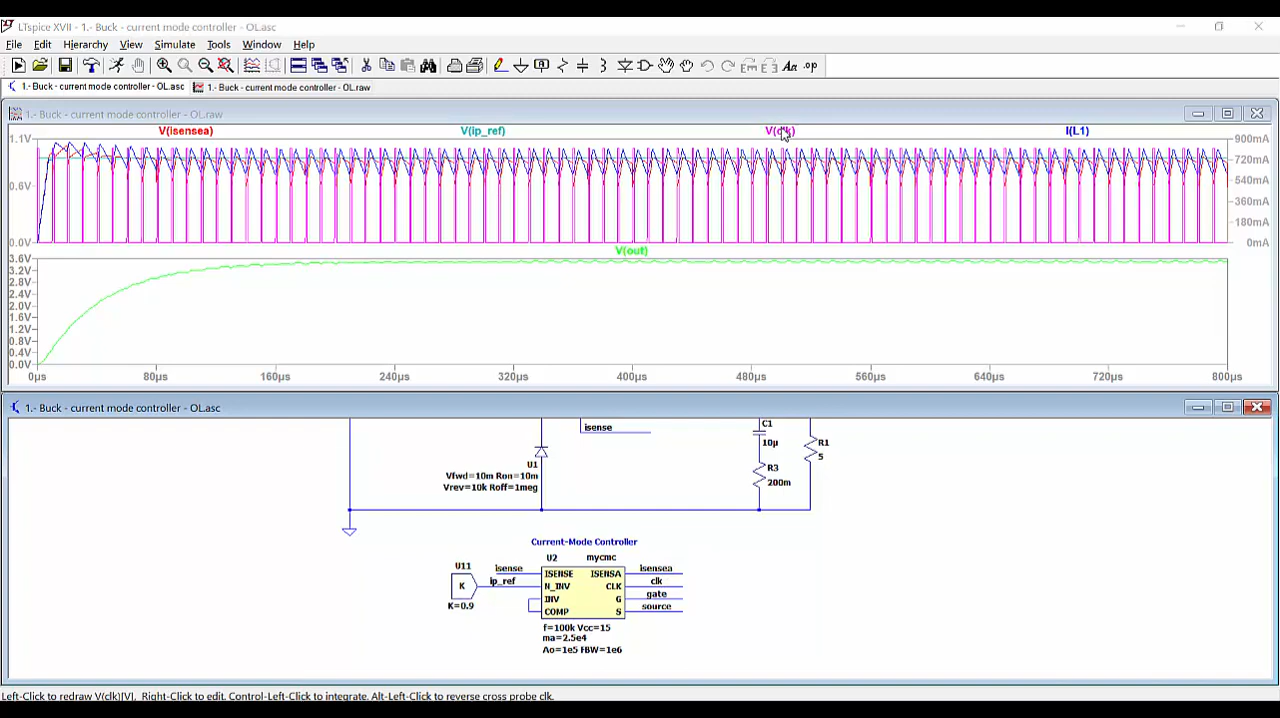 LTspice XVII - 1.- Buck - current mode controller - OL.asc
File Edit Hierarchy View Simulate Tools Window Help
Aa .op
1.- Buck - current mode controller - OL.asc 1.- Buck - current mode controller - OL.raw
1.- Buck - current mode controller - OL.raw
V(isensea) V(ip_ref) V(clk) I(L1)
1.1V 900mA
720mA
0.6V 540mA
360mA
180mA
0.0V 0mA
V(out)
3.6V
3.2V
2.8V
2.4V
2.0V
1.6V
1.2V
0.8V
0.4V
0.0V
0µs 80µs 160µs 240µs 320µs 400µs 480µs 560µs 640µs 720µs 800µs
1.- Buck - current mode controller - OL.asc
isense
C1
10µ
R1
5
U1
Vfwd=10m Ron=10m
Vrev=10k Roff=1meg
R3
200m
Current-Mode Controller
U2 mycmc
U11
K
K=0.9
isense ISENSE ISENSA isensea
ip_ref N_INV CLK clk
INV G gate
COMP S source
f=100k Vcc=15
ma=2.5e4
Ao=1e5 FBW=1e6
Left-Click to redraw V(clk)[V], Right-Click to edit. Control-Left-Click to integrate. Alt-Left-Click to reverse cross probe clk.